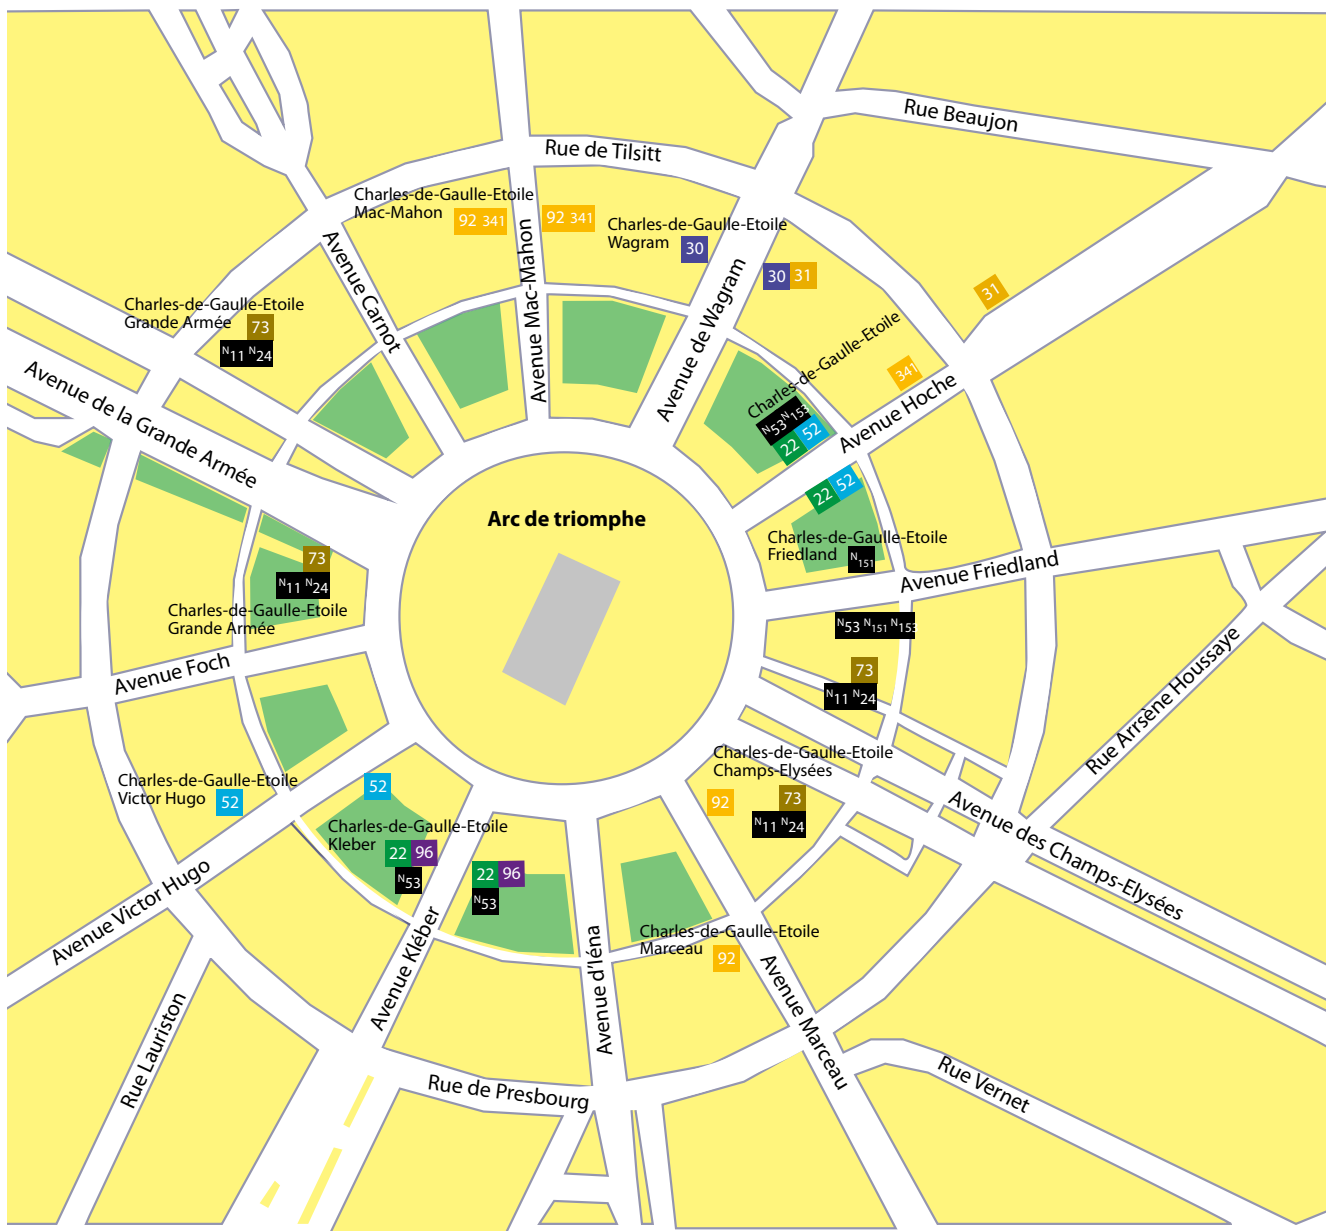 Rue Beaujon
Rue de Tilsitt
Charles-de-Gaulle-Etoile
Mac-Mahon
92 341
92 341
Charles-de-Gaulle-Etoile
Wagram
30
30 31
Avenue Carnot
Avenue Mac-Mahon
Avenue de Wagram
31
Charles-de-Gaulle-Etoile
Grande Armée
73
N11 N24
Charles-de-Gaulle-Etoile
341
N53 N153
22 52
Avenue Hoche
Avenue de la Grande Armée
22 52
Arc de triomphe
Charles-de-Gaulle-Etoile
Friedland
N151
Avenue Friedland
73
N11 N24
Charles-de-Gaulle-Etoile
Grande Armée
N53 N151 N153
73
N11 N24
Avenue Foch
Rue Arrsène Houssaye
Charles-de-Gaulle-Etoile
Champs-Elysées
73
92
N11 N24
Charles-de-Gaulle-Etoile
Victor Hugo
52
52
Charles-de-Gaulle-Etoile
Kleber
22 96
N53
22 96
N53
Avenue des Champs-Elysées
Avenue Victor Hugo
Avenue Kléber
Avenue d'Iéna
Charles-de-Gaulle-Etoile
Marceau
92
Avenue Marceau
Rue Lauriston
Rue de Presbourg
Rue Vernet